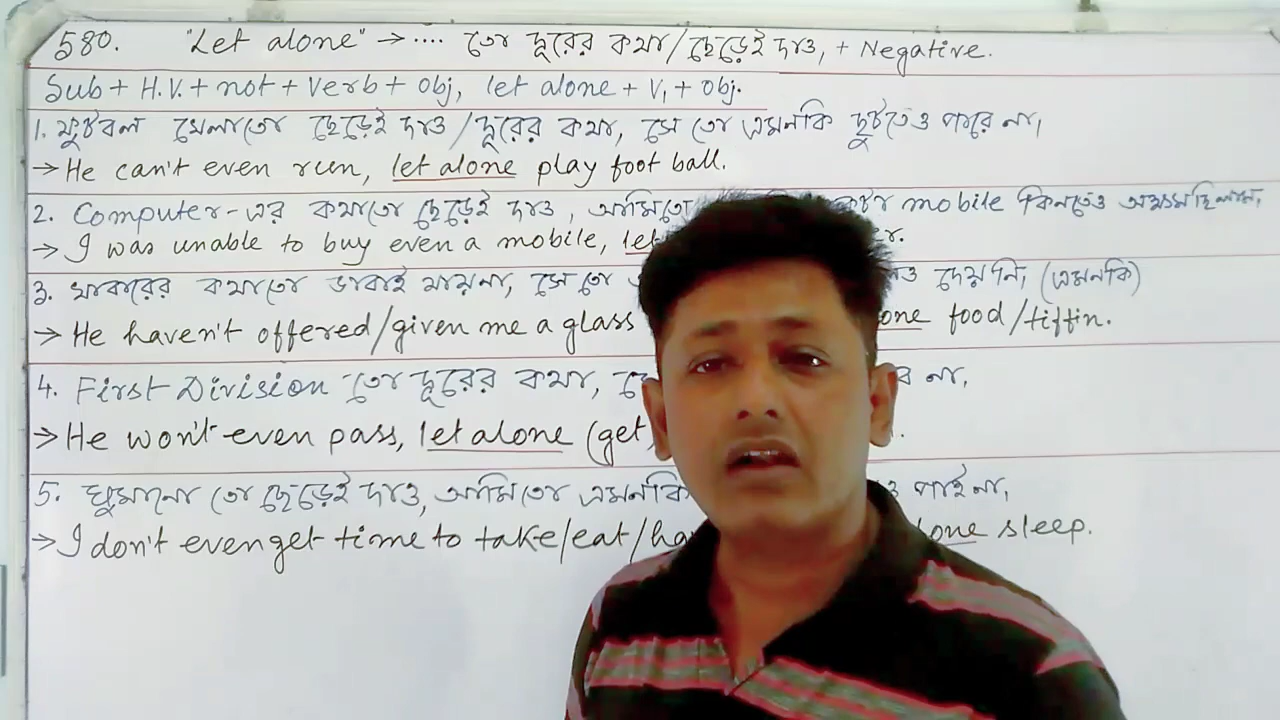 580. "Let alone" → .... তো দূরের কথা/ছেড়েই দাও, + Negative.
Sub + H.V. + not + Verb + Obj, let alone + V₁ + Obj.
1. ফুটবল খেলাতো ছেড়েই দাও/দূরের কথা, সে তো এমনকি ছুটতেও পারে না।
→ He can't even run, let alone play foot ball.
2. Computer-এর কথাতো ছেড়েই দাও, আমিতো mobile কিনতেও অক্ষম ছিলাম,
→ I was unable to buy even a mobile, let
3. খাবারের কথাতো ভাবাই যায়না, সে তো দেয়নি, (এমনকি)
→ He haven't offered/given me a glass food/tiffin.
4. First Division তো দূরের কথা, না,
→ He won't even pass, let alone (get,
5. ঘুমানো তো ছেড়েই দাও, আমিতো এমনকি পাই না,
→ I don't even get time to take/eat/ sleep.